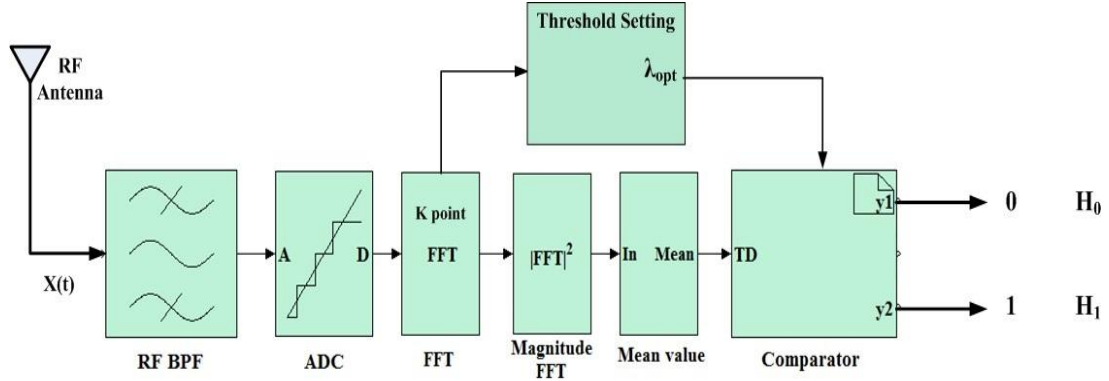 Threshold Setting
λopt
RF
Antenna
X(t)
A
D
K point
FFT
|FFT|²
In
Mean
TD
y1
y2
0
H₀
1
H₁
RF BPF
ADC
FFT
Magnitude
FFT
Mean value
Comparator